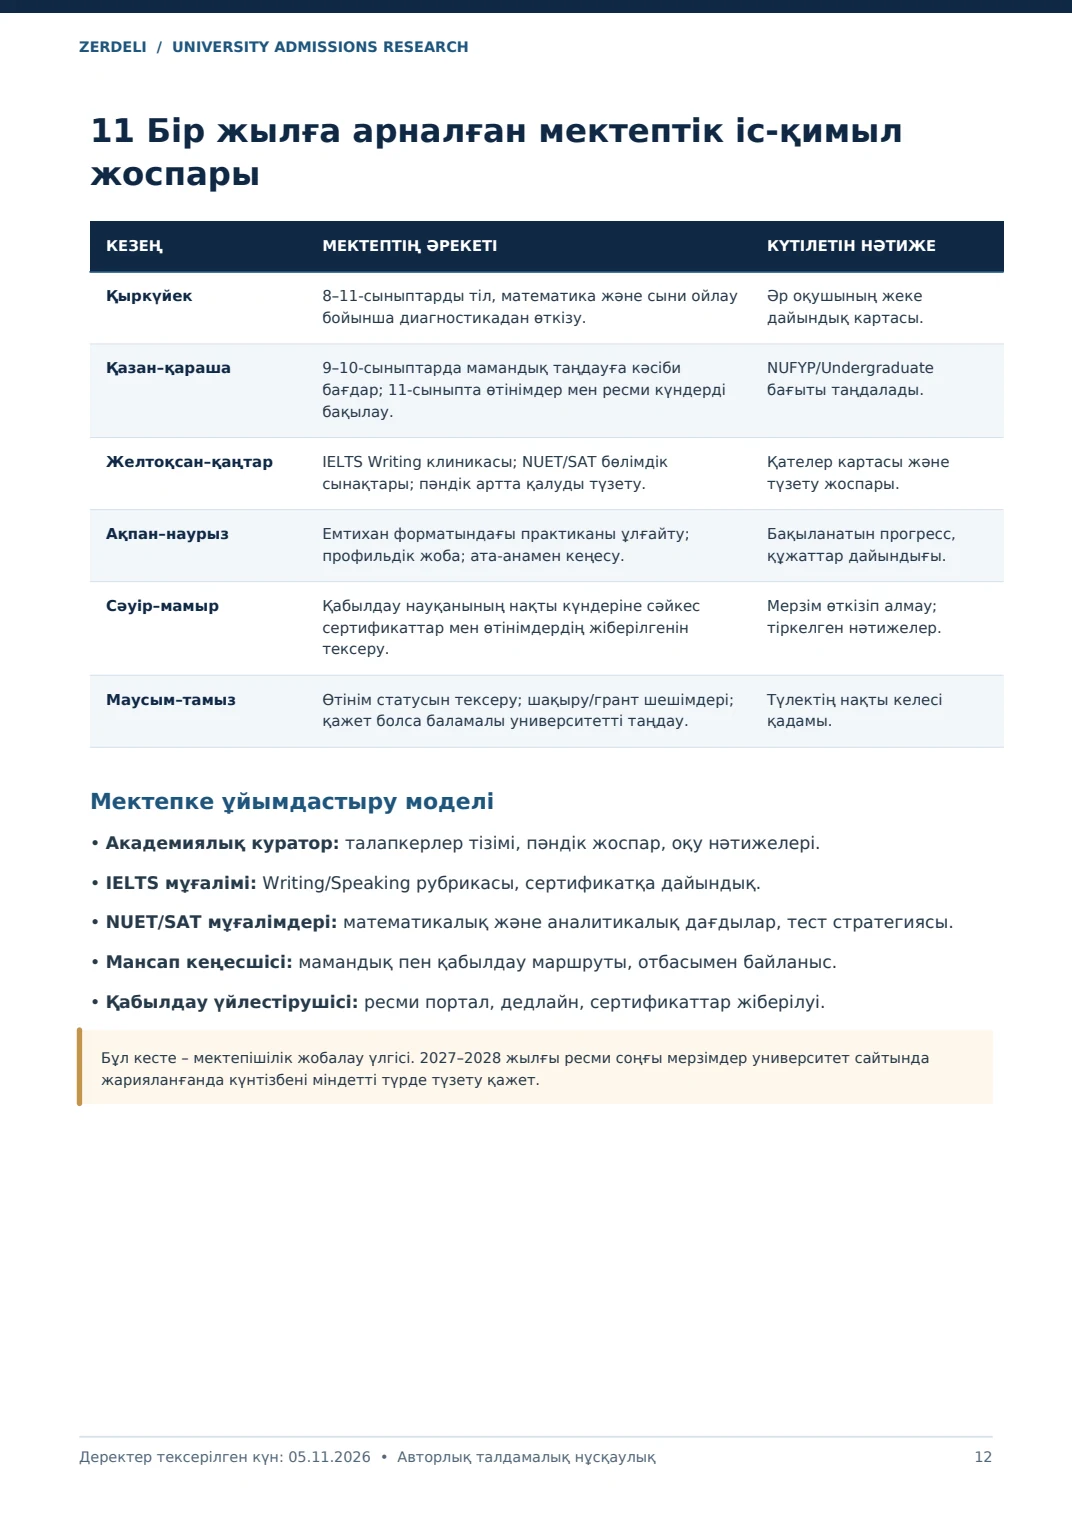 ZERDELI / UNIVERSITY ADMISSIONS RESEARCH
11 Бір жылға арналған мектептік іс-қимыл
жоспары
КЕЗЕҢ МЕКТЕПТІҢ ӘРЕКЕТІ КҮТІЛЕТІН НӘТИЖЕ
Қыркүйек 8–11-сыныптарды тіл, математика және сыни ойлау Әр оқушының жеке
бойынша диагностикадан өткізу. дайындық картасы.
Қазан–қараша 9–10-сыныптарда мамандық таңдауға кәсіби NUFYP/Undergraduate
бағдар; 11-сыныпта өтінімдер мен ресми күндерді бағыты таңдалады.
бақылау.
Желтоқсан–қаңтар IELTS Writing клиникасы; NUET/SAT бөлімдік Қателер картасы және
сынақтары; пәндік артта қалуды түзету. түзету жоспары.
Ақпан–наурыз Емтихан форматындағы практиканы ұлғайту; Бақыланатын прогресс,
профильдік жоба; ата-анамен кеңесу. құжаттар дайындығы.
Сәуір–мамыр Қабылдау науқанының нақты күндеріне сәйкес Мерзім өткізіп алмау;
сертификаттар мен өтінімдердің жіберілгенін тіркелген нәтижелер.
тексеру.
Маусым–тамыз Өтінім статусын тексеру; шақыру/грант шешімдері; Түлектің нақты келесі
қажет болса баламалы университетті таңдау. қадамы.
Мектепке ұйымдастыру моделі
• Академиялық куратор: талапкерлер тізімі, пәндік жоспар, оқу нәтижелері.
• IELTS мұғалімі: Writing/Speaking рубрикасы, сертификатқа дайындық.
• NUET/SAT мұғалімдері: математикалық және аналитикалық дағдылар, тест стратегиясы.
• Мансап кеңесшісі: мамандық пен қабылдау маршруты, отбасымен байланыс.
• Қабылдау үйлестірушісі: ресми портал, дедлайн, сертификаттар жіберілуі.
Бұл кесте – мектепішілік жобалау үлгісі. 2027–2028 жылғы ресми соңғы мерзімдер университет сайтында
жарияланғанда күнтізбені міндетті түрде түзету қажет.
Деректер тексерілген күн: 05.11.2026 • Авторлық талдамалық нұсқаулық 12